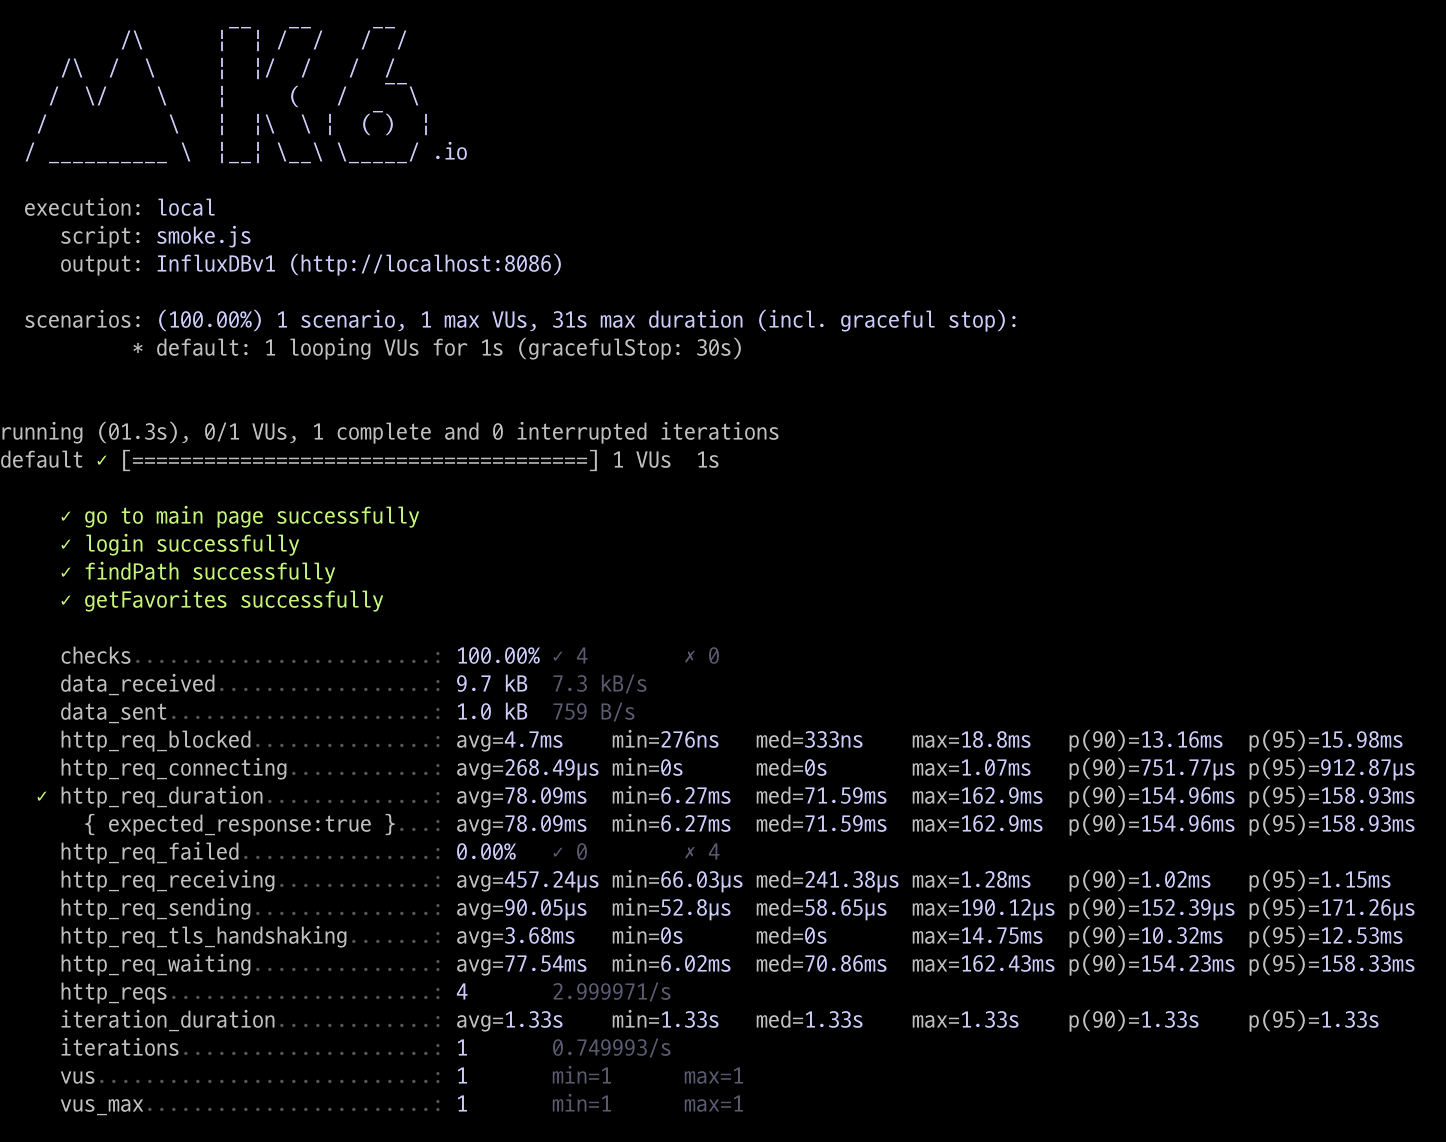 K6 .io
execution: local
script: smoke.js
output: InfluxDBv1 (http://localhost:8086)
scenarios: (100.00%) 1 scenario, 1 max VUs, 31s max duration (incl. graceful stop):
* default: 1 looping VUs for 1s (gracefulStop: 30s)
running (01.3s), 0/1 VUs, 1 complete and 0 interrupted iterations
default ✓ [======================================] 1 VUs  1s
✓ go to main page successfully
✓ login successfully
✓ findPath successfully
✓ getFavorites successfully
checks.........................: 100.00% ✓ 4        ✗ 0
data_received..................: 9.7 kB  7.3 kB/s
data_sent......................: 1.0 kB  759 B/s
http_req_blocked...............: avg=4.7ms    min=276ns   med=333ns    max=18.8ms   p(90)=13.16ms  p(95)=15.98ms
http_req_connecting............: avg=268.49µs min=0s      med=0s       max=1.07ms   p(90)=751.77µs p(95)=912.87µs
✓ http_req_duration..............: avg=78.09ms  min=6.27ms  med=71.59ms  max=162.9ms  p(90)=154.96ms p(95)=158.93ms
{ expected_response:true }...: avg=78.09ms  min=6.27ms  med=71.59ms  max=162.9ms  p(90)=154.96ms p(95)=158.93ms
http_req_failed................: 0.00%   ✓ 0        ✗ 4
http_req_receiving.............: avg=457.24µs min=66.03µs med=241.38µs max=1.28ms   p(90)=1.02ms   p(95)=1.15ms
http_req_sending...............: avg=90.05µs  min=52.8µs  med=58.65µs  max=190.12µs p(90)=152.39µs p(95)=171.26µs
http_req_tls_handshaking.......: avg=3.68ms   min=0s      med=0s       max=14.75ms  p(90)=10.32ms  p(95)=12.53ms
http_req_waiting...............: avg=77.54ms  min=6.02ms  med=70.86ms  max=162.43ms p(90)=154.23ms p(95)=158.33ms
http_reqs......................: 4       2.999971/s
iteration_duration.............: avg=1.33s    min=1.33s   med=1.33s    max=1.33s    p(90)=1.33s    p(95)=1.33s
iterations.....................: 1       0.749993/s
vus............................: 1       min=1      max=1
vus_max........................: 1       min=1      max=1